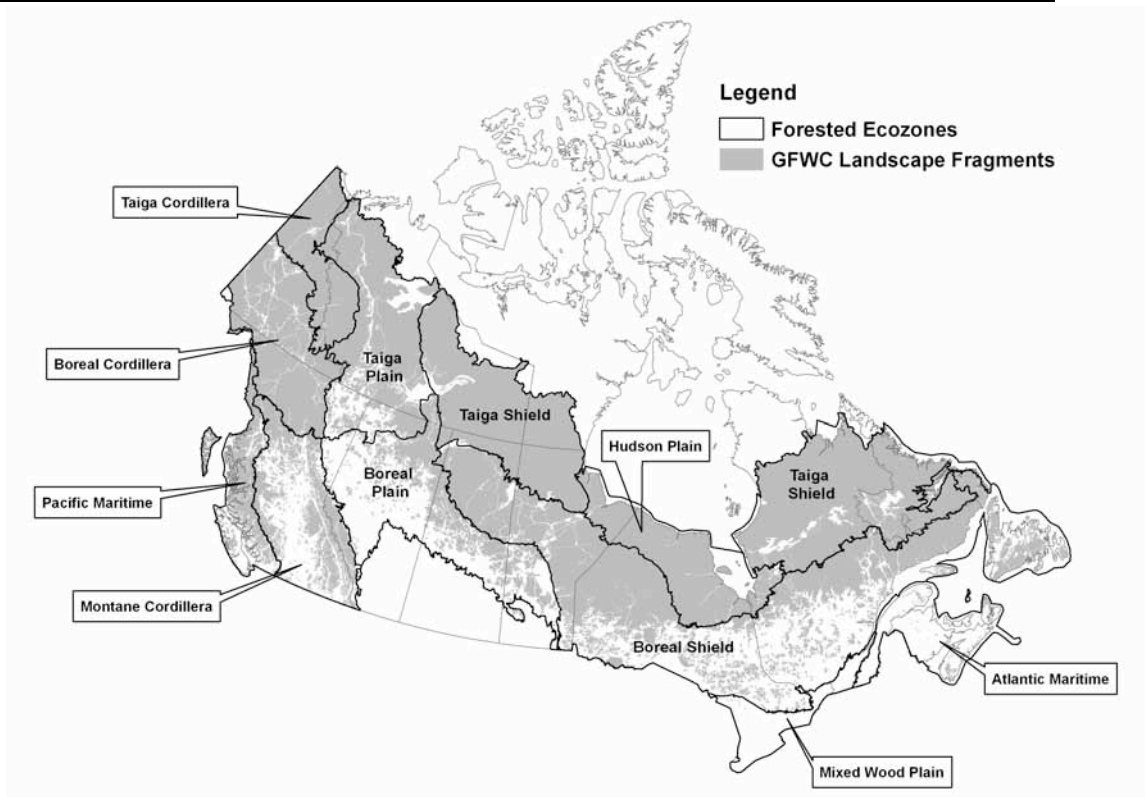 Legend
Forested Ecozones
GFWC Landscape Fragments
Taiga Cordillera
Boreal Cordillera
Taiga
Plain
Taiga Shield
Hudson Plain
Taiga
Shield
Boreal
Plain
Pacific Maritime
Montane Cordillera
Boreal Shield
Atlantic Maritime
Mixed Wood Plain